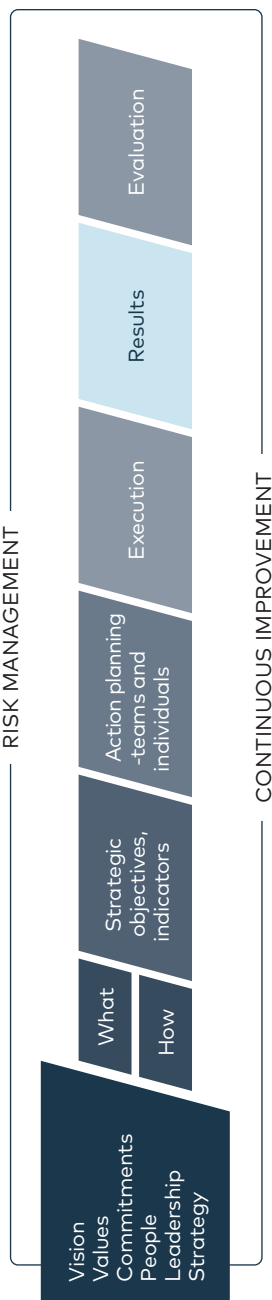 RISK MANAGEMENT
Vision
Values
Commitments
People
Leadership
Strategy
What
How
Strategic
objectives,
indicators
Action planning
-teams and
individuals
Execution
Results
Evaluation
CONTINUOUS IMPROVEMENT